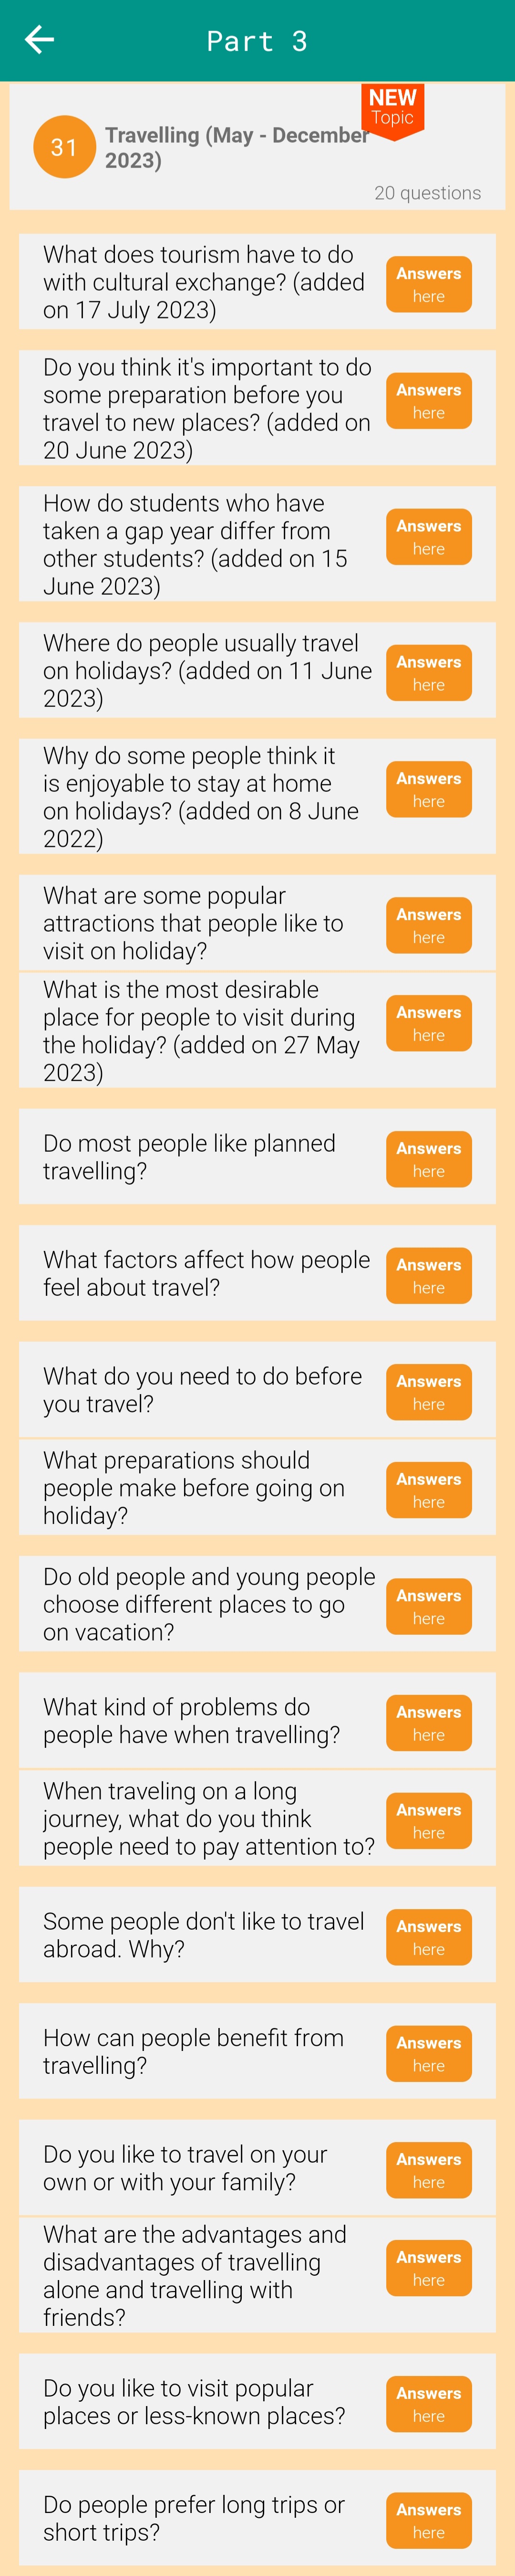 Part 3
NEW
Topic
31
Travelling (May - December
2023)
20 questions
What does tourism have to do
with cultural exchange? (added
on 17 July 2023)
Answers
here
Do you think it's important to do
some preparation before you
travel to new places? (added on
20 June 2023)
Answers
here
How do students who have
taken a gap year differ from
other students? (added on 15
June 2023)
Answers
here
Where do people usually travel
on holidays? (added on 11 June
2023)
Answers
here
Why do some people think it
is enjoyable to stay at home
on holidays? (added on 8 June
2022)
Answers
here
What are some popular
attractions that people like to
visit on holiday?
Answers
here
What is the most desirable
place for people to visit during
the holiday? (added on 27 May
2023)
Answers
here
Do most people like planned
travelling?
Answers
here
What factors affect how people
feel about travel?
Answers
here
What do you need to do before
you travel?
Answers
here
What preparations should
people make before going on
holiday?
Answers
here
Do old people and young people
choose different places to go
on vacation?
Answers
here
What kind of problems do
people have when travelling?
Answers
here
When traveling on a long
journey, what do you think
people need to pay attention to?
Answers
here
Some people don't like to travel
abroad. Why?
Answers
here
How can people benefit from
travelling?
Answers
here
Do you like to travel on your
own or with your family?
Answers
here
What are the advantages and
disadvantages of travelling
alone and travelling with
friends?
Answers
here
Do you like to visit popular
places or less-known places?
Answers
here
Do people prefer long trips or
short trips?
Answers
here